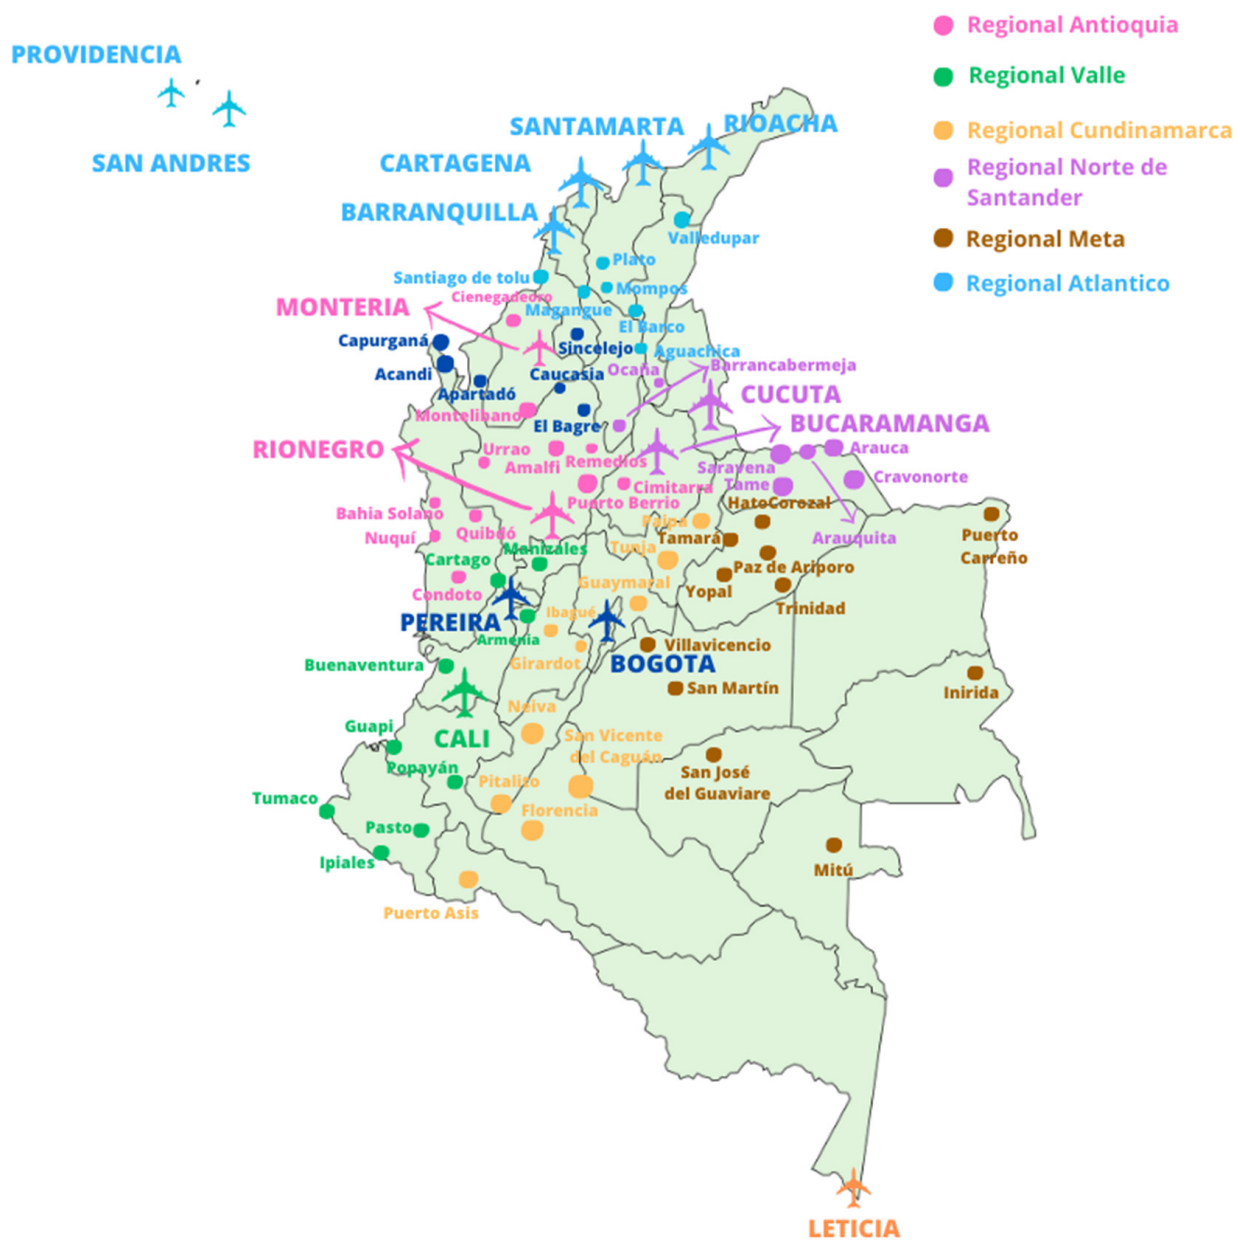 Regional Antioquia
PROVIDENCIA
Regional Valle
SANTAMARTA
RIOACHA
Regional Cundinamarca
SAN ANDRES
CARTAGENA
Regional Norte de
Santander
BARRANQUILLA
Valledupar
Regional Meta
Plato
Santiago de tolu
Mompos
Regional Atlantico
Cienegadeoro
MONTERIA
Magangue
El Barco
Capurganá
Sincelejo
Aguachica
Acandi
Caucasia
Ocaña
Barrancabermeja
Apartadó
CUCUTA
Montelibano
El Bagre
BUCARAMANGA
RIONEGRO
Urrao
Amalfi
Remedios
Arauca
Saravena
Cravonorte
Tame
Cimitarra
Puerto Berrio
HatoCorozal
Bahia Solano
Paipa
Quibdó
Nuquí
Tamará
Arauquita
Puerto
Carreño
Manizales
Tunja
Cartago
Paz de Ariporo
Guaymaral
Condoto
Yopal
Trinidad
PEREIRA
Ibagué
Armenia
Villavicencio
Girardot
BOGOTA
Buenaventura
San Martín
Inirida
Neiva
Guapi
CALI
San Vicente
del Caguán
Popayán
Pitalito
San José
del Guaviare
Tumaco
Florencia
Pasto
Ipiales
Mitú
Puerto Asis
LETICIA